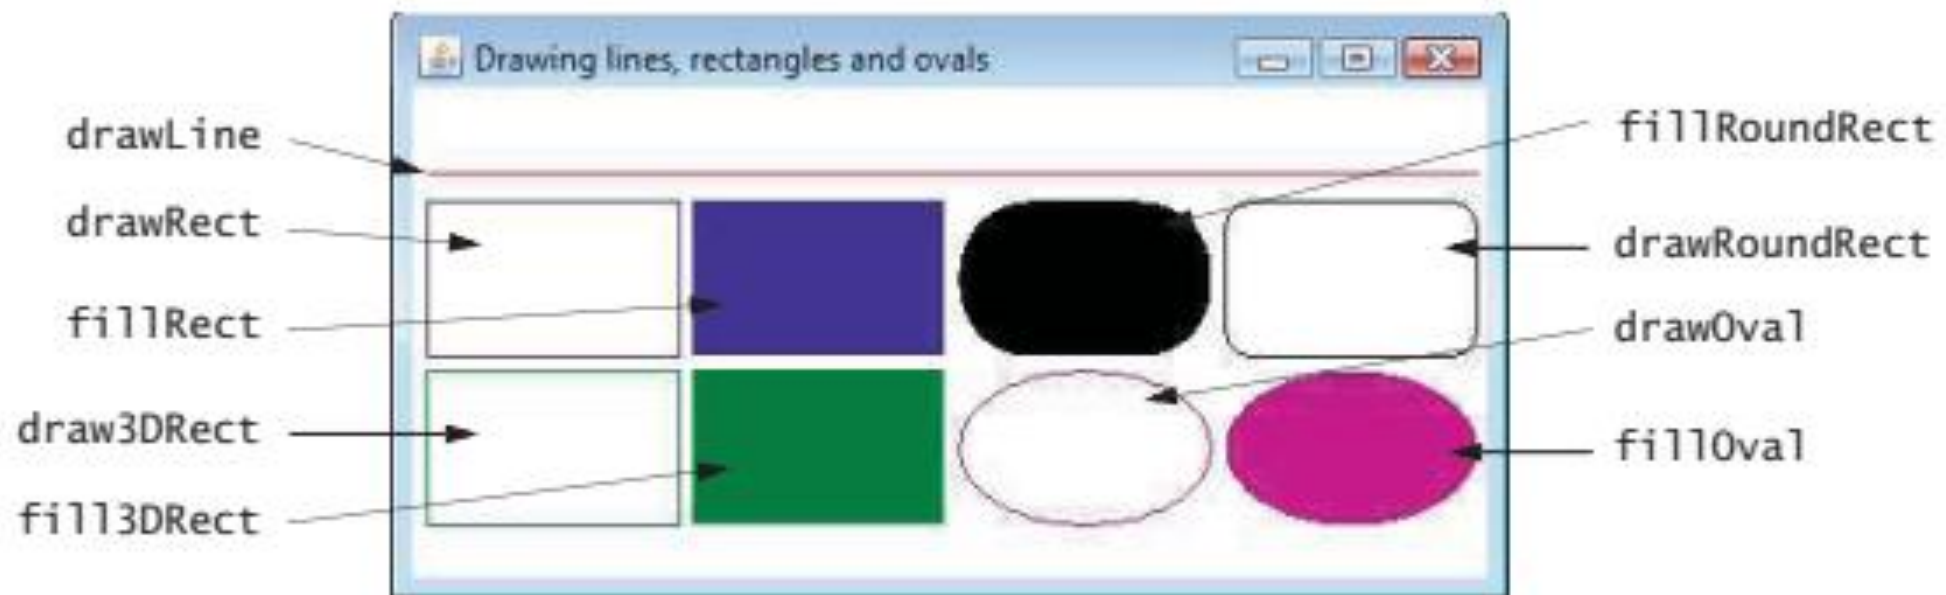 Drawing lines, rectangles and ovals
drawLine
drawRect
fillRect
draw3DRect
fill3DRect
fillRoundRect
drawRoundRect
drawOval
fillOval